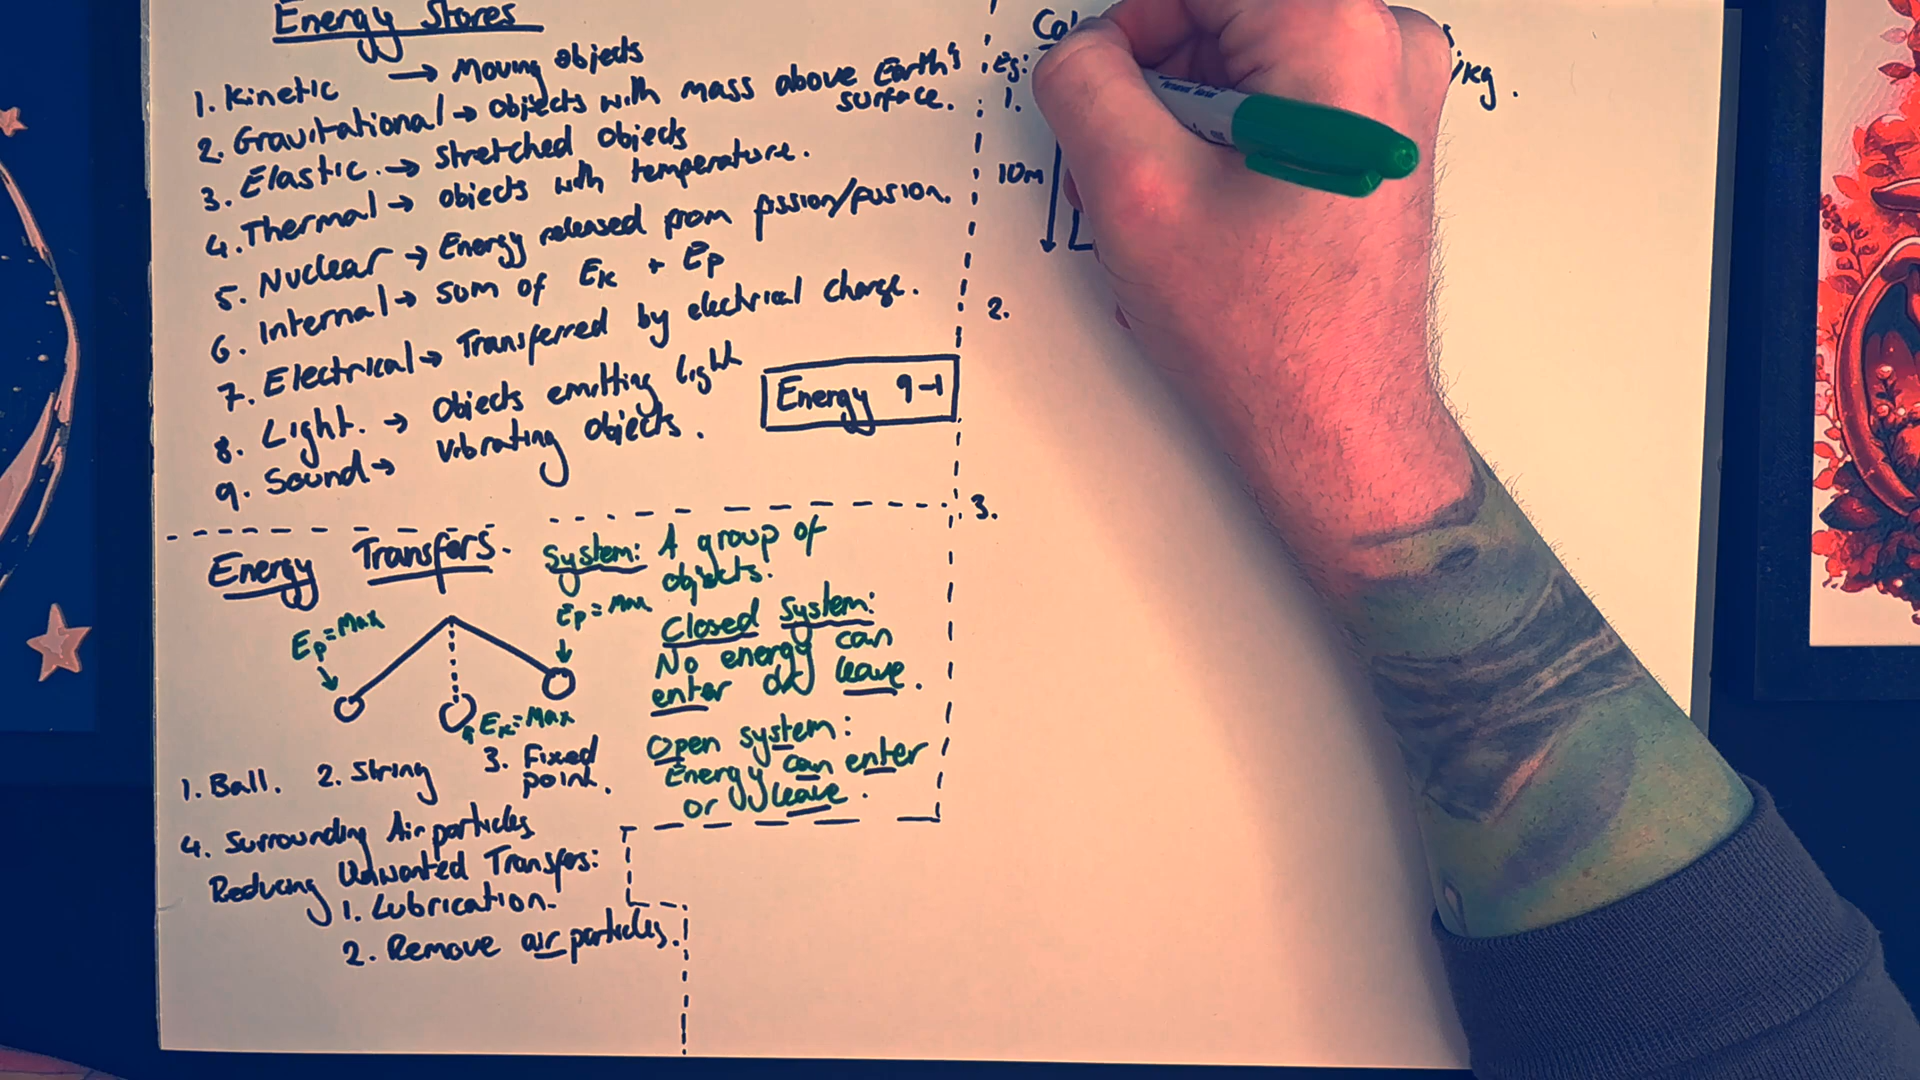 Energy Stores
1. Kinetic → Moving objects
2. Gravitational → objects with mass above Earth's
surface.
3. Elastic. → stretched objects
4. Thermal → objects with temperature.
5. Nuclear → Energy released from fission/fusion.
6. Internal → sum of Ek + Ep
7. Electrical → Transferred by electrical charge.
8. Light. → Objects emitting light
9. Sound → vibrating objects.
Energy 9-1
Energy Transfers.
Ep = Max
Ep = Max
Ek = Max
1. Ball. 2. String 3. Fixed
point.
4. Surrounding Air particles
Reducing Unwanted Transfers:
1. Lubrication.
2. Remove air particles.
System: A group of
objects.
Closed System:
No energy can
enter or leave.
Open system:
Energy can enter
or leave.
Eg:
/kg.
1.
10m
2.
3.